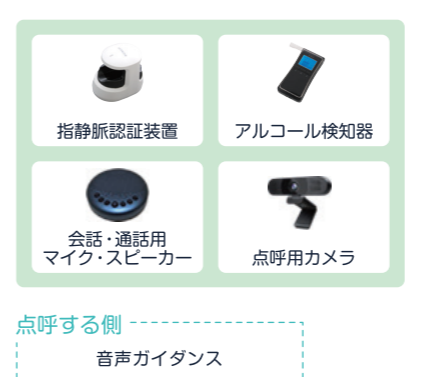 指静脈認証装置
アルコール検知器
会話・通話用
マイク・スピーカー
点呼用カメラ
点呼する側
音声ガイダンス